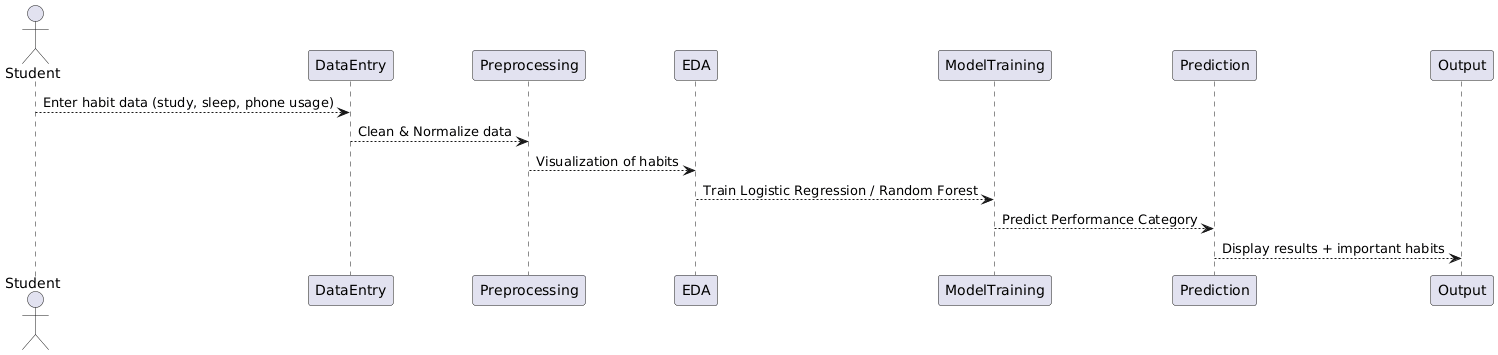 Student
DataEntry
Preprocessing
EDA
ModelTraining
Prediction
Output
Enter habit data (study, sleep, phone usage)
Clean & Normalize data
Visualization of habits
Train Logistic Regression / Random Forest
Predict Performance Category
Display results + important habits
Student
DataEntry
Preprocessing
EDA
ModelTraining
Prediction
Output